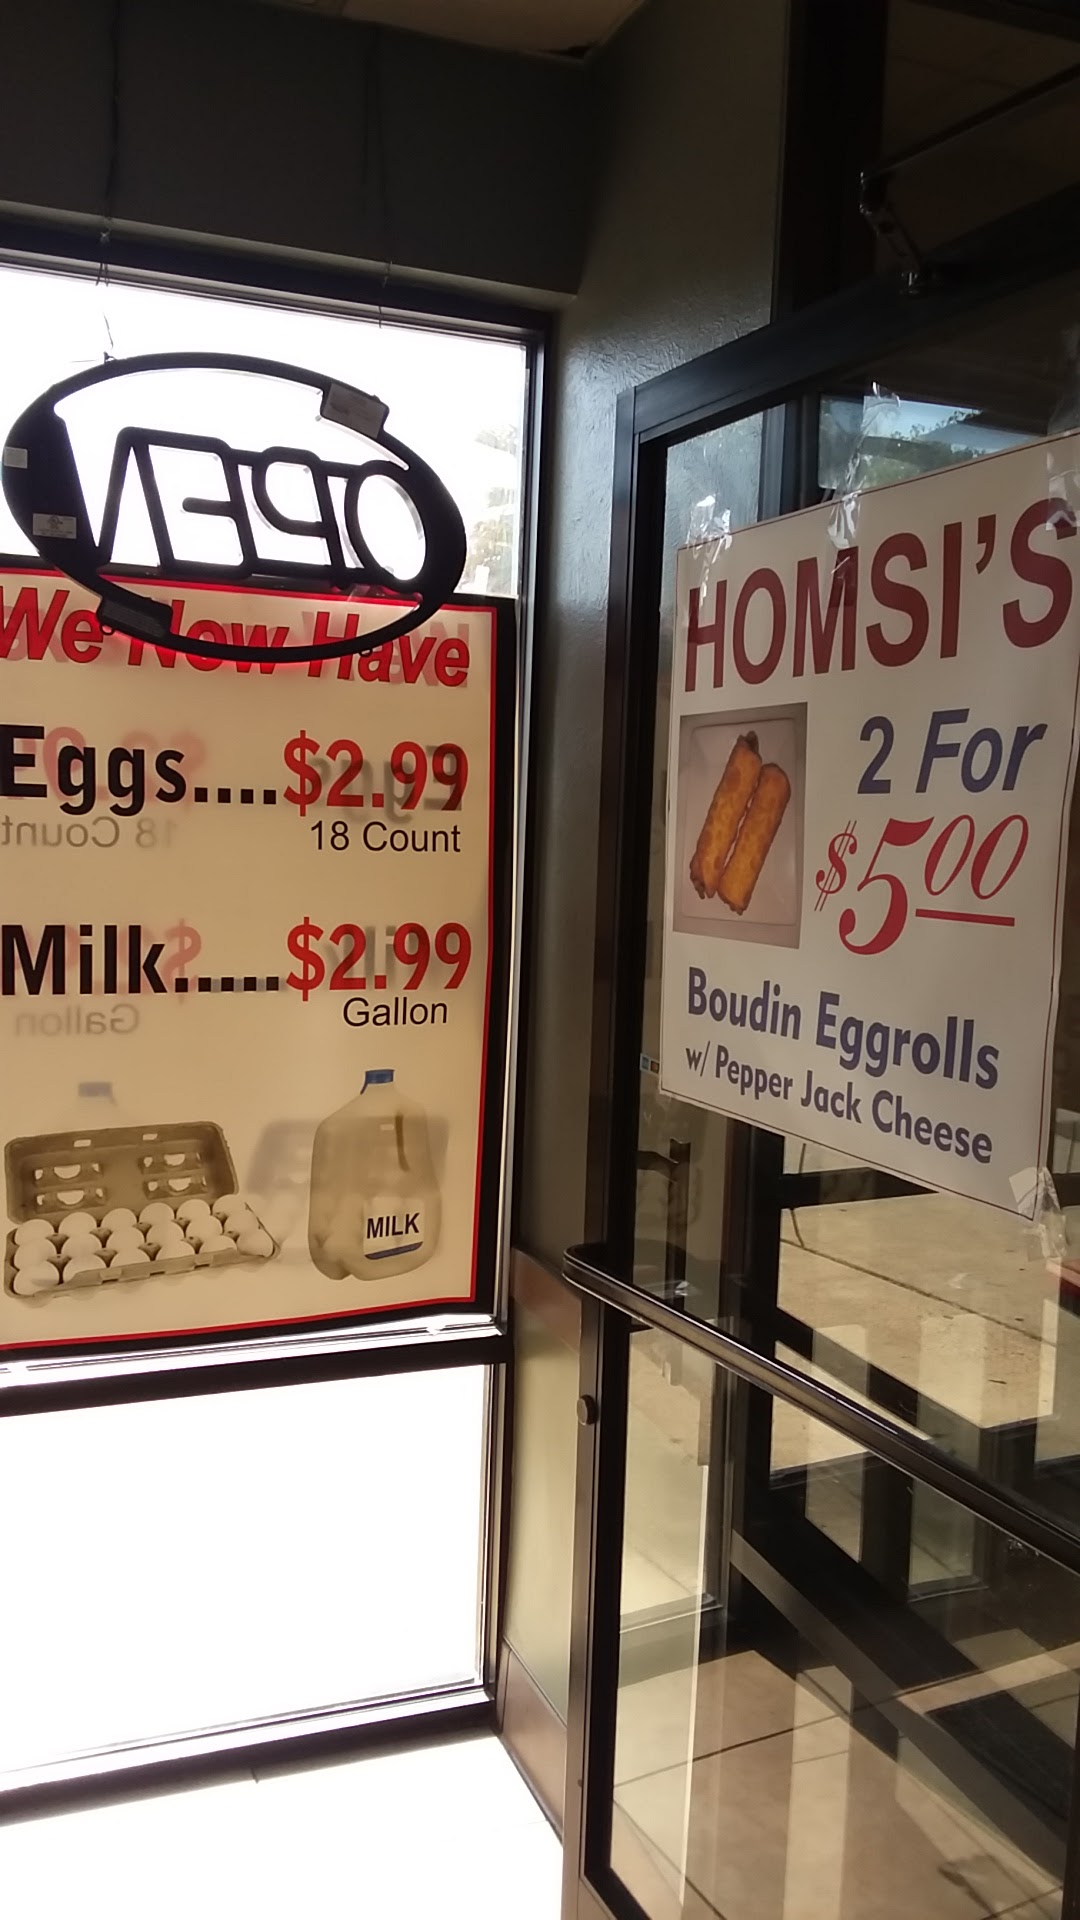 OPEN
We Now Have
Eggs....$2.99
18 Count
Milk.....$2.99
Gallon
MILK
HOMSI'S
2 For
$5.00
Boudin Eggrolls
w/ Pepper Jack Cheese